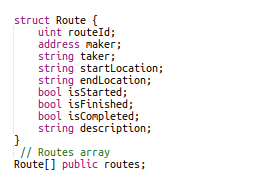 struct Route {
    uint routeId;
    address maker;
    string taker;
    string startLocation;
    string endLocation;
    bool isStarted;
    bool isFinished;
    bool isCompleted;
    string description;
}
 // Routes array
Route[] public routes;